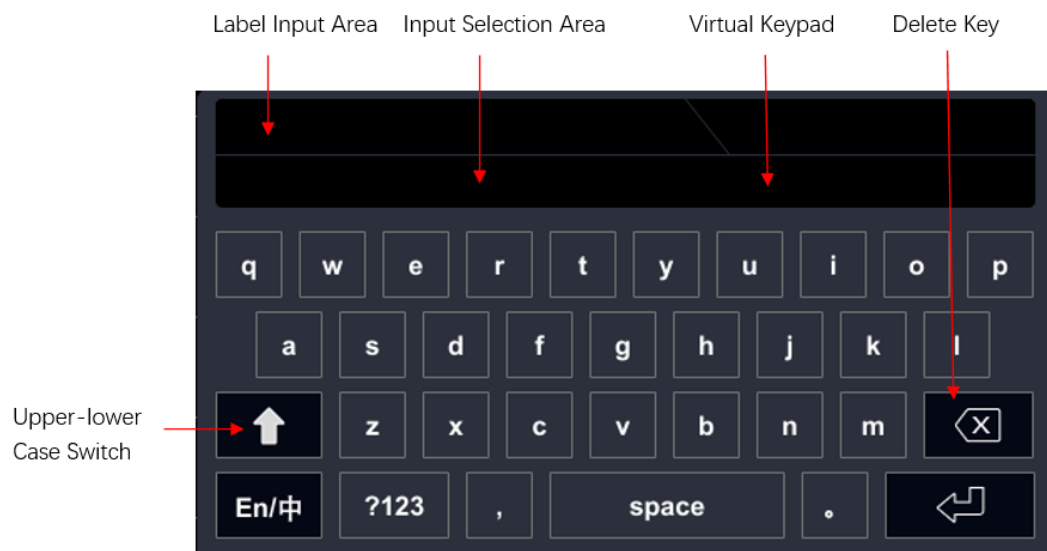 Label Input Area Input Selection Area Virtual Keypad Delete Key
q w e r t y u i o p
a s d f g h j k l
Upper-lower
Case Switch
z x c v b n m
En/中 ?123 , space 。